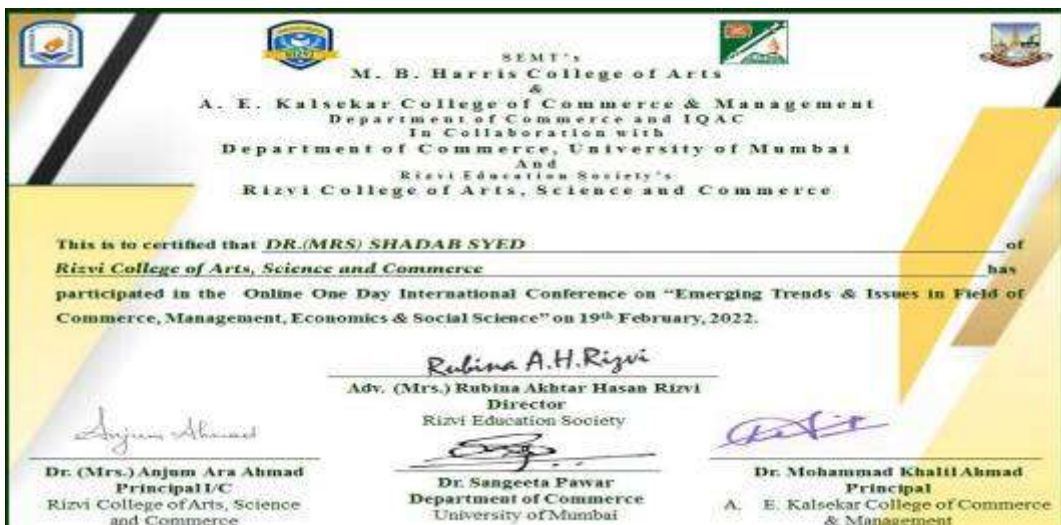 SEMT's
M. B. Harris College of Arts
&
A. E. Kalsekar College of Commerce & Management
Department of Commerce and IQAC
In Collaboration with
Department of Commerce, University of Mumbai
And
Rizvi Education Society's
Rizvi College of Arts, Science and Commerce
This is to certified that DR.(MRS) SHADAB SYED of
Rizvi College of Arts, Science and Commerce has
participated in the Online One Day International Conference on "Emerging Trends & Issues in Field of
Commerce, Management, Economics & Social Science" on 19th February, 2022.
Rubina A.H.Rizvi
Adv. (Mrs.) Rubina Akhtar Hasan Rizvi
Director
Rizvi Education Society
Anjum Ahmad
Dr. (Mrs.) Anjum Ara Ahmad
Principal I/C
Rizvi College of Arts, Science
and Commerce
Dr. Sangeeta Pawar
Department of Commerce
University of Mumbai
Dr. Mohammad Khalil Ahmad
Principal
A. E. Kalsekar College of Commerce
& Management